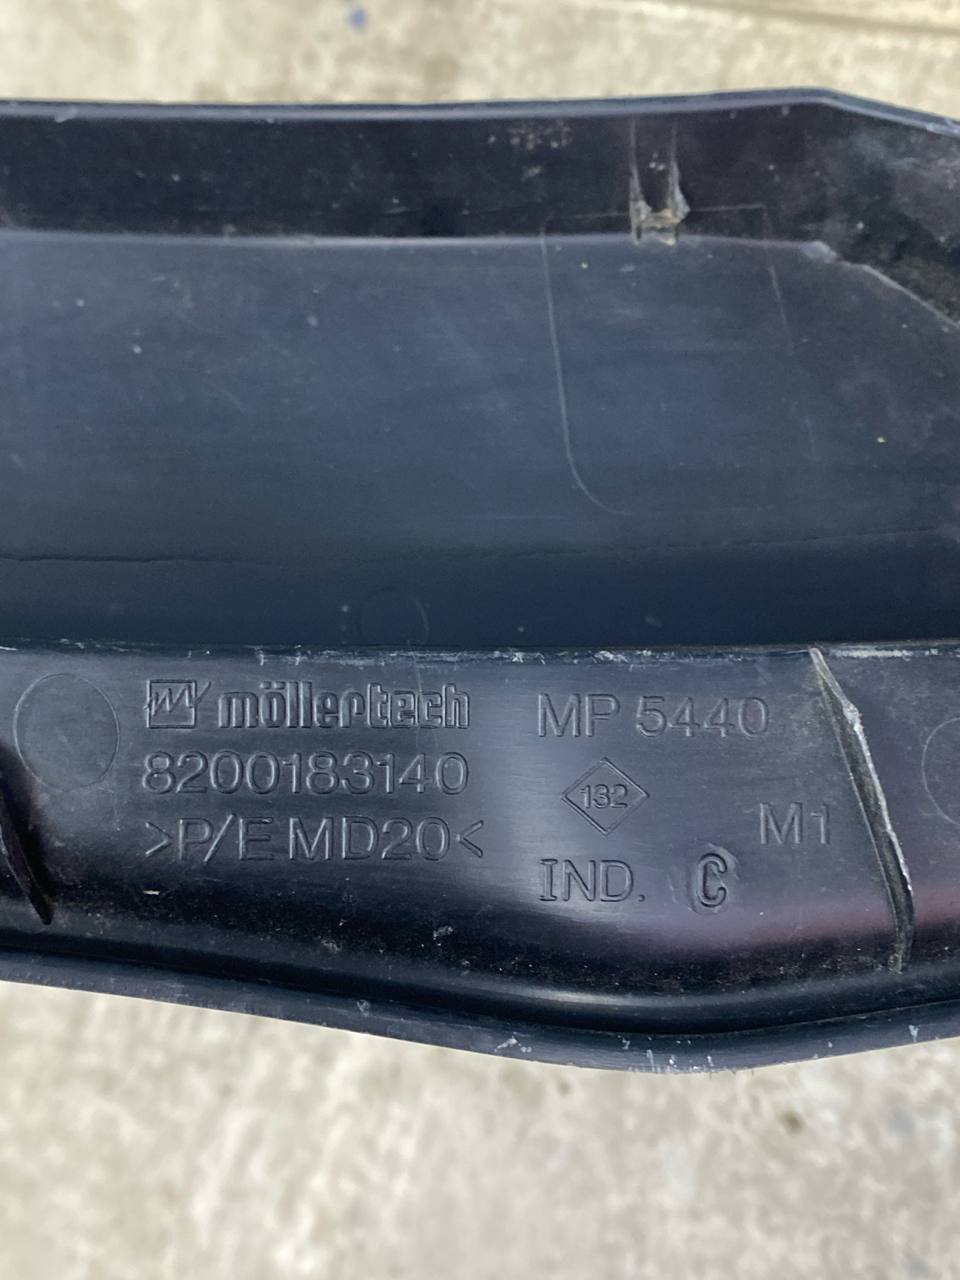 möllertech MP 5440
8200183140 132
>P/E MD20< M1
IND. C